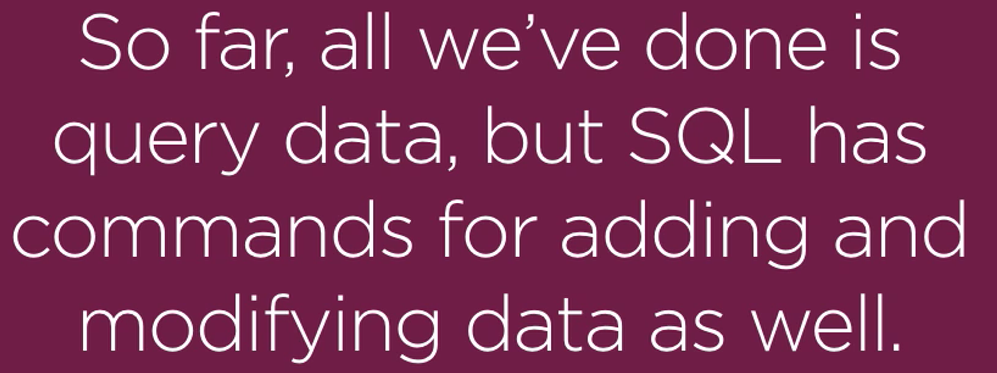 So far, all we’ve done is
query data, but SQL has
commands for adding and
modifying data as well.